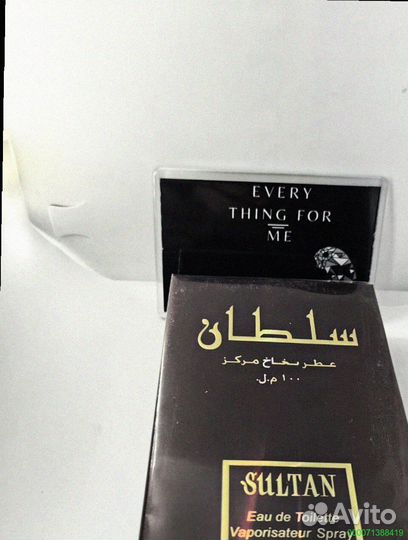 EVERY
THING FOR
ME
سلطان
عطر بخاخ مركز
١٠٠ م.ل.
SULTAN
Eau de Toilette
Vaporisateur Spray
Avito